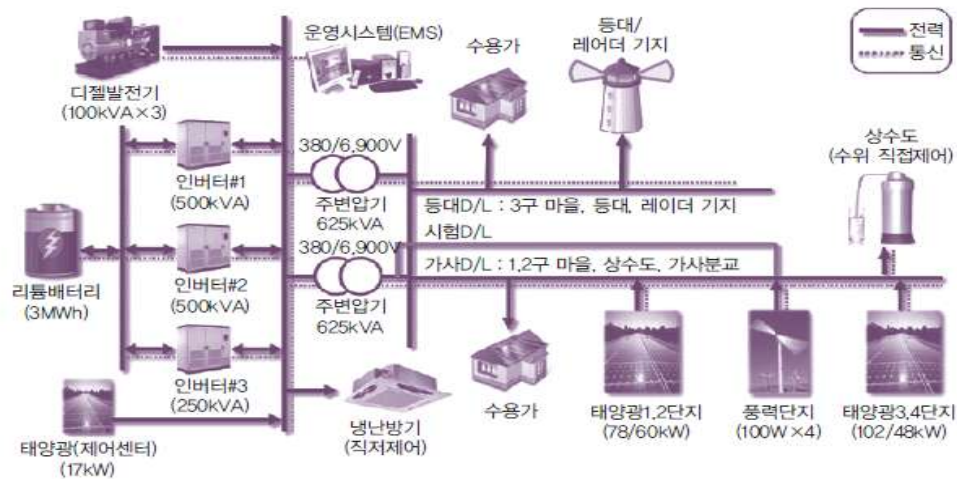 운영시스템(EMS)
수용가
등대/
레어더 기지
전력
통신
디젤발전기
(100kVA×3)
상수도
(수위 직접제어)
380/6,900V
인버터#1
(500kVA)
주변압기
625kVA
등대D/L : 3구 마을, 등대, 레이더 기지
시험D/L
380/6,900V
가사D/L : 1,2구 마을, 상수도, 가사분교
리튬배터리
(3MWh)
인버터#2
(500kVA)
주변압기
625kVA
인버터#3
(250kVA)
태양광(제어센터)
(17kW)
냉난방기
(직저제어)
수용가
태양광1,2단지
(78/60kW)
풍력단지
(100W×4)
태양광3,4단지
(102/48kW)